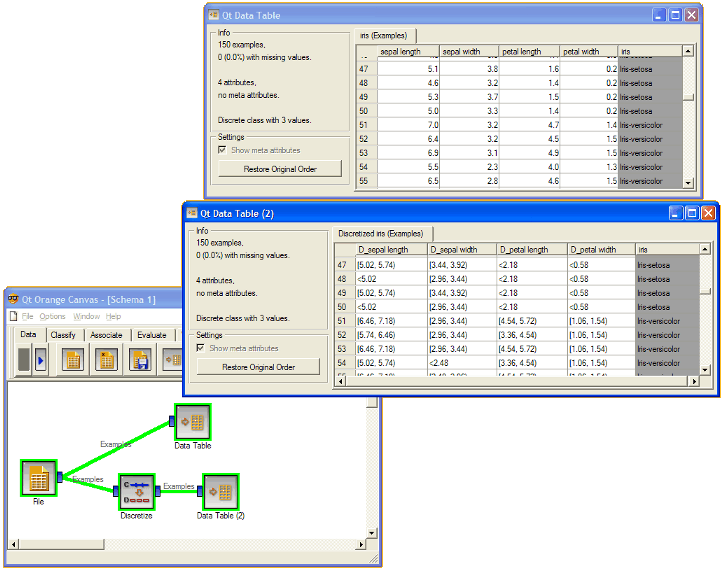 Qt Data Table
Info
150 examples,
0 (0.0%) with missing values.
4 attributes,
no meta attributes.
Discrete class with 3 values.
Settings
Show meta attributes
Restore Original Order
iris (Examples)
sepal length sepal width petal length petal width iris
47 5.1 3.8 1.6 0.2 Iris-setosa
48 4.6 3.2 1.4 0.2 Iris-setosa
49 5.3 3.7 1.5 0.2 Iris-setosa
50 5.0 3.3 1.4 0.2 Iris-setosa
51 7.0 3.2 4.7 1.4 Iris-versicolor
52 6.4 3.2 4.5 1.5 Iris-versicolor
53 6.9 3.1 4.9 1.5 Iris-versicolor
54 5.5 2.3 4.0 1.3 Iris-versicolor
55 6.5 2.8 4.6 1.5 Iris-versicolor
Qt Data Table (2)
Info
150 examples,
0 (0.0%) with missing values.
4 attributes,
no meta attributes.
Discrete class with 3 values.
Settings
Show meta attributes
Restore Original Order
Discretized iris (Examples)
D_sepal length D_sepal width D_petal length D_petal width iris
47 [5.02, 5.74) [3.44, 3.92) <2.18 <0.58 Iris-setosa
48 <5.02 [2.96, 3.44) <2.18 <0.58 Iris-setosa
49 [5.02, 5.74) [3.44, 3.92) <2.18 <0.58 Iris-setosa
50 <5.02 [2.96, 3.44) <2.18 <0.58 Iris-setosa
51 [6.46, 7.18) [2.96, 3.44) [4.54, 5.72) [1.06, 1.54) Iris-versicolor
52 [5.74, 6.46) [2.96, 3.44) [3.36, 4.54) [1.06, 1.54) Iris-versicolor
53 [6.46, 7.18) [2.96, 3.44) [4.54, 5.72) [1.06, 1.54) Iris-versicolor
54 [5.02, 5.74) <2.48 [3.36, 4.54) [1.06, 1.54) Iris-versicolor
Qt Orange Canvas - [Schema 1]
File Options Window Help
Data Classify Associate Evaluate
Examples
Data Table
File
Examples
Discretize
Examples
Data Table (2)